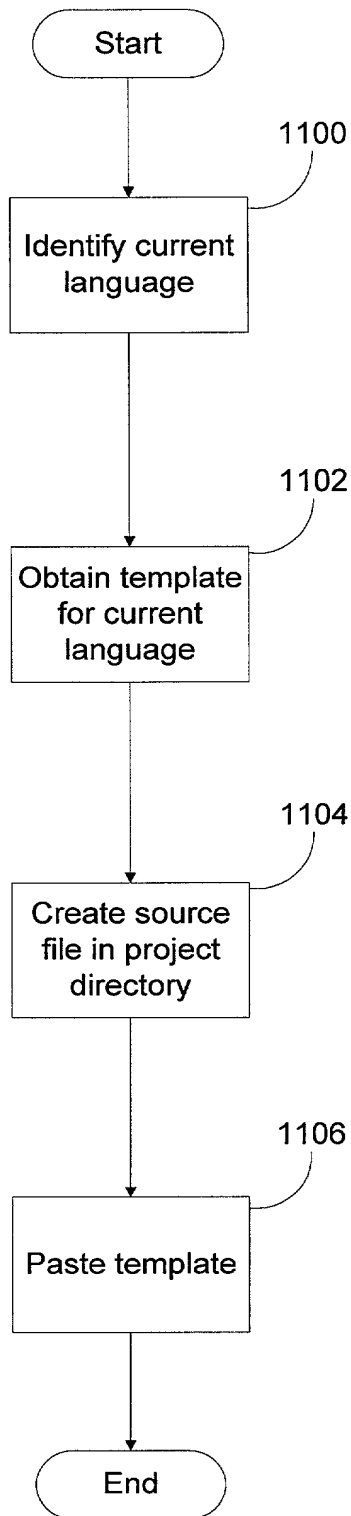 Start
1100
Identify current
language
1102
Obtain template
for current
language
1104
Create source
file in project
directory
1106
Paste template
End